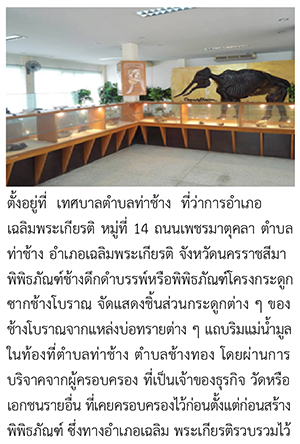 ตั้งอยู่ที่ เทศบาลตำบลท่าช้าง ที่ว่าการอำเภอ
เฉลิมพระเกียรติ หมู่ที่ 14 ถนนเพชรมาตุคลา ตำบล
ท่าช้าง อำเภอเฉลิมพระเกียรติ จังหวัดนครราชสีมา
พิพิธภัณฑ์ช้างดึกดำบรรพ์หรือพิพิธภัณฑ์โครงกระดูก
ซากช้างโบราณ จัดแสดงชิ้นส่วนกระดูกต่าง ๆ ของ
ช้างโบราณจากแหล่งบ่อทรายต่าง ๆ แถบริมแม่น้ำมูล
ในท้องที่ตำบลท่าช้าง ตำบลช้างทอง โดยผ่านการ
บริจาคจากผู้ครอบครอง ที่เป็นเจ้าของธุรกิจ วัดหรือ
เอกชนรายอื่น ที่เคยครอบครองไว้ก่อนตั้งแต่ก่อนสร้าง
พิพิธภัณฑ์ ซึ่งทางอำเภอเฉลิม พระเกียรติรวบรวมไว้